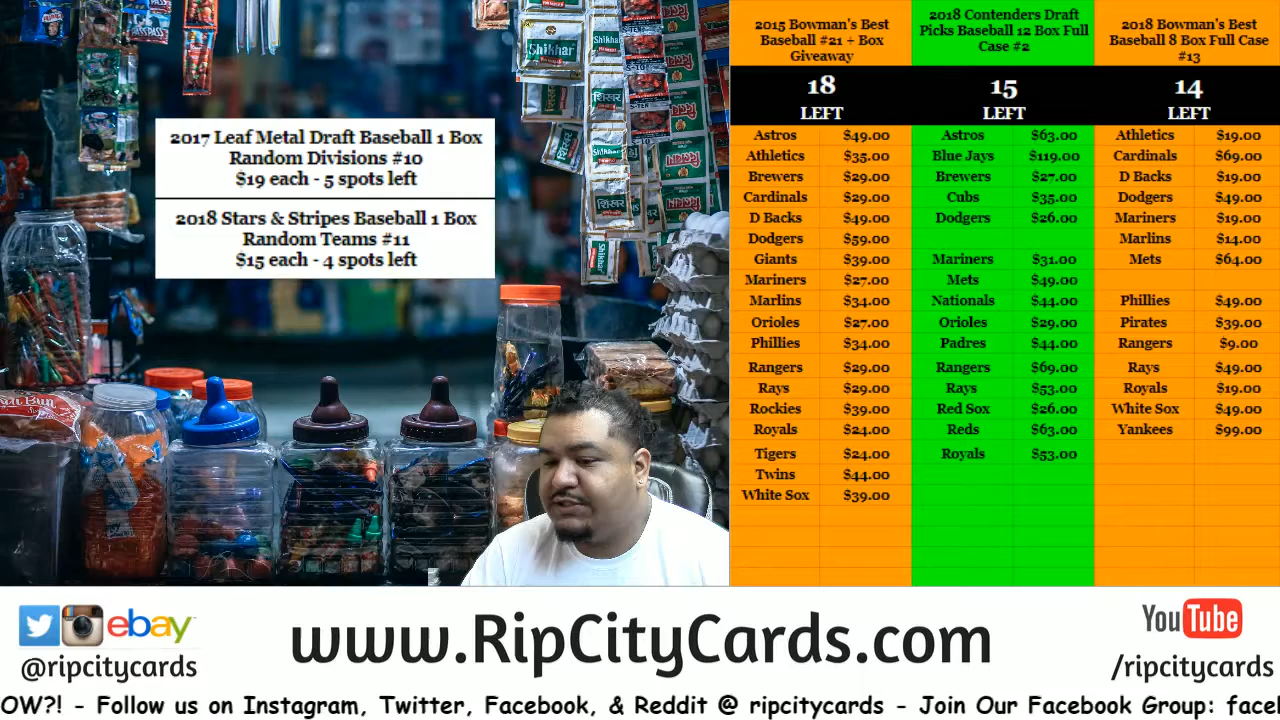 2017 Leaf Metal Draft Baseball 1 Box
Random Divisions #10
$19 each - 5 spots left
2018 Stars & Stripes Baseball 1 Box
Random Teams #11
$15 each - 4 spots left
2015 Bowman's Best
Baseball #21 + Box
Giveaway
18
LEFT
Astros $49.00
Athletics $35.00
Brewers $29.00
Cardinals $29.00
D Backs $49.00
Dodgers $59.00
Giants $39.00
Mariners $27.00
Marlins $34.00
Orioles $27.00
Phillies $34.00
Rangers $29.00
Rays $29.00
Rockies $39.00
Royals $24.00
Tigers $24.00
Twins $44.00
White Sox $39.00
2018 Contenders Draft
Picks Baseball 12 Box Full
Case #2
15
LEFT
Astros $63.00
Blue Jays $119.00
Brewers $27.00
Cubs $35.00
Dodgers $26.00
Mariners $31.00
Mets $49.00
Nationals $44.00
Orioles $29.00
Padres $44.00
Rangers $69.00
Rays $53.00
Red Sox $26.00
Reds $63.00
Royals $53.00
2018 Bowman's Best
Baseball 8 Box Full Case
#13
14
LEFT
Athletics $19.00
Cardinals $69.00
D Backs $19.00
Dodgers $49.00
Mariners $19.00
Marlins $14.00
Mets $64.00
Phillies $49.00
Pirates $39.00
Rangers $9.00
Rays $49.00
Royals $19.00
White Sox $49.00
Yankees $99.00
Shikhar
शिखर
Shikhar
शिखर
Shikhar
ebay
@ripcitycards
www.RipCityCards.com
YouTube
/ripcitycards
OW?! - Follow us on Instagram, Twitter, Facebook, & Reddit @ ripcitycards - Join Our Facebook Group: face